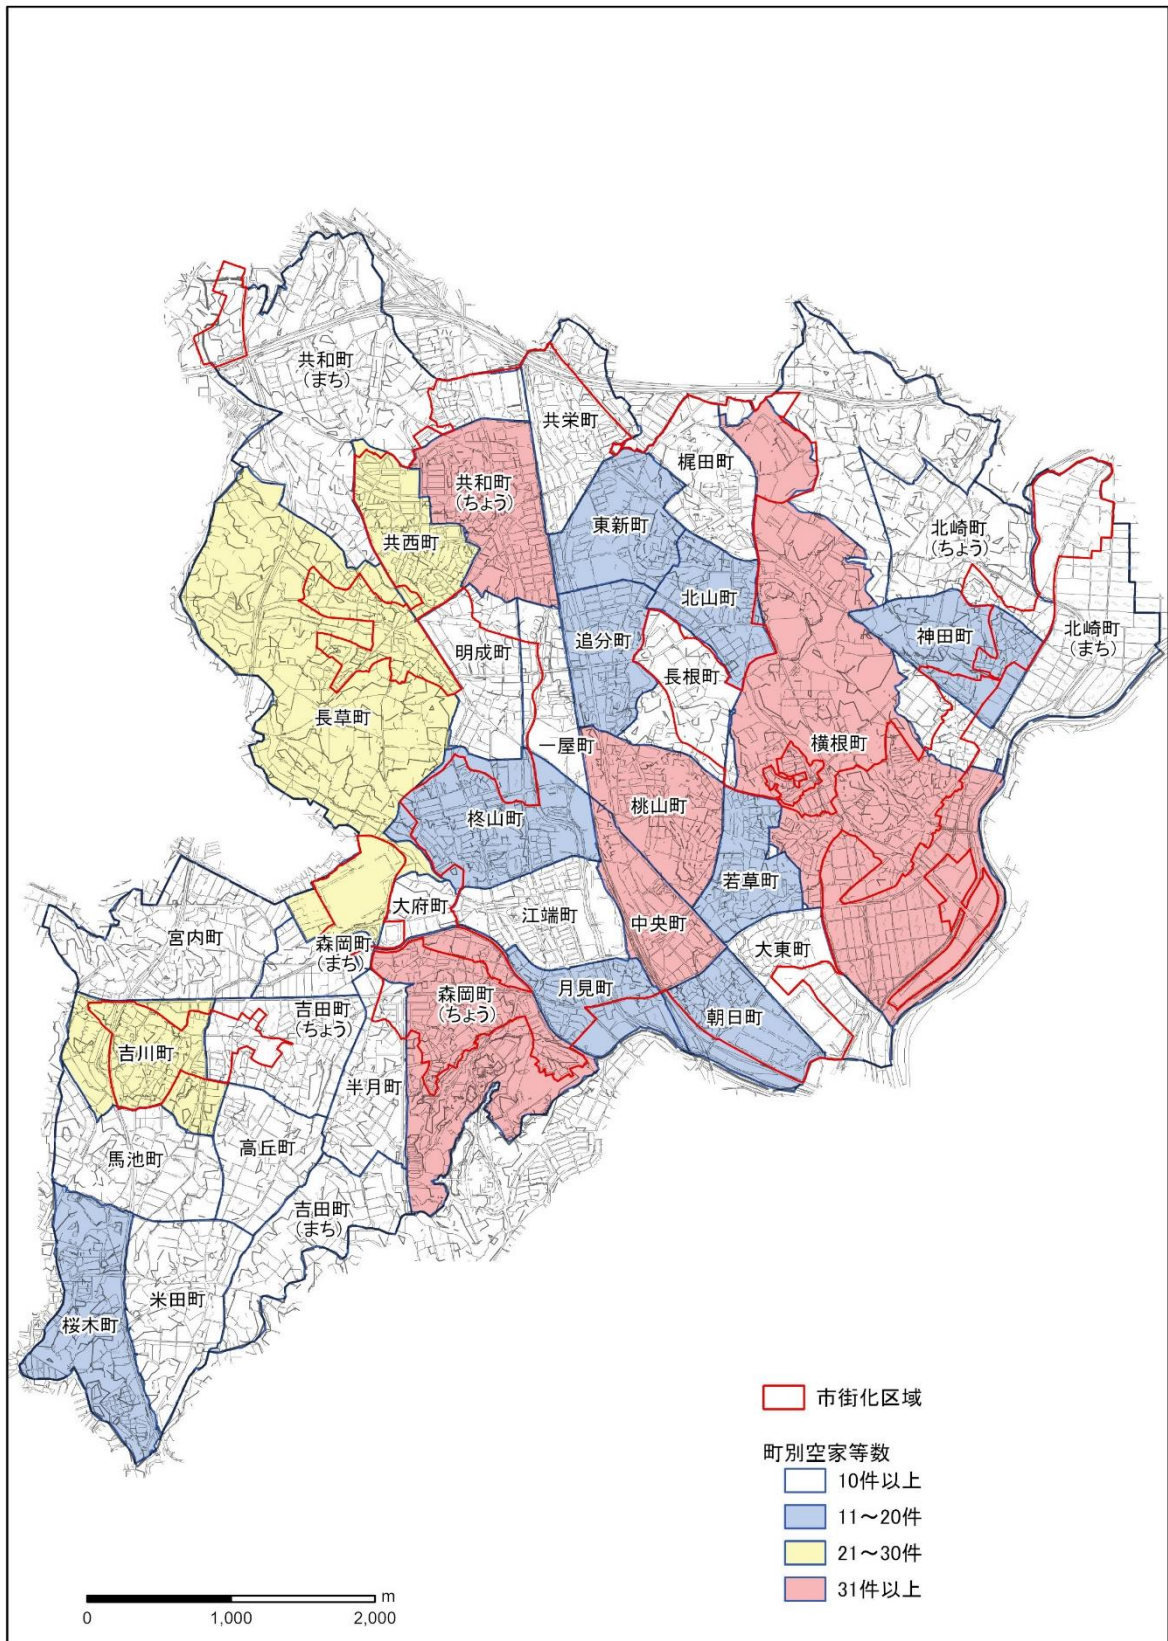 共和町
(まち)
共栄町
梶田町
共和町
(ちょう)
東新町
北崎町
(ちょう)
共西町
北山町
神田町
北崎町
(まち)
追分町
明成町
長根町
長草町
一屋町
横根町
桃山町
柊山町
若草町
大府町
江端町
中央町
宮内町
森岡町
(まち)
大東町
森岡町
(ちょう)
月見町
吉田町
(ちょう)
朝日町
吉川町
半月町
高丘町
馬池町
吉田町
(まち)
米田町
桜木町
市街化区域
町別空家等数
10件以上
11～20件
21～30件
31件以上
m
0 1,000 2,000